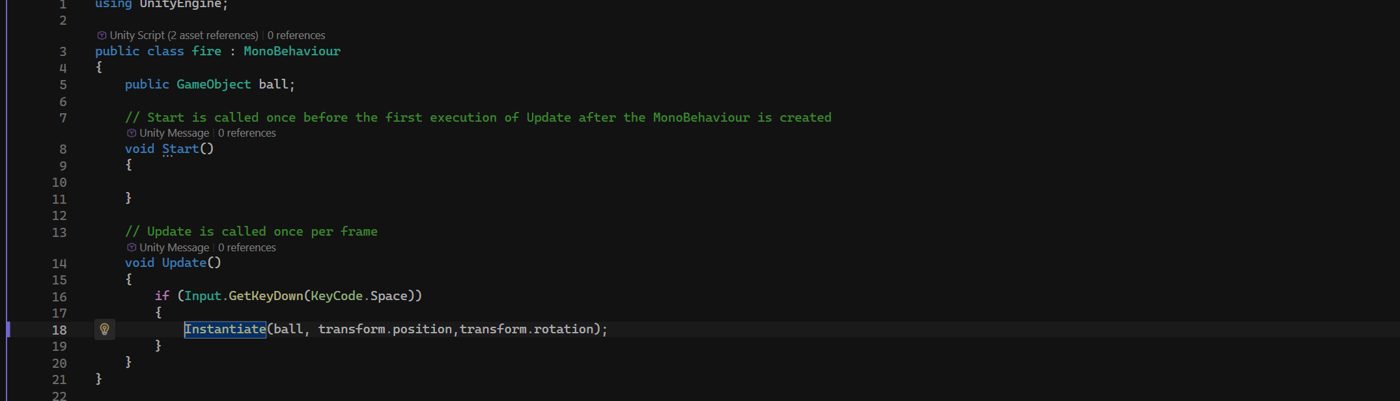 1 using UnityEngine;
2
Unity Script (2 asset references) | 0 references
3 public class fire : MonoBehaviour
4 {
5 public GameObject ball;
6
7 // Start is called once before the first execution of Update after the MonoBehaviour is created
Unity Message | 0 references
8 void Start()
9 {
10
11 }
12
13 // Update is called once per frame
Unity Message | 0 references
14 void Update()
15 {
16 if (Input.GetKeyDown(KeyCode.Space))
17 {
18 Instantiate(ball, transform.position,transform.rotation);
19 }
20 }
21 }
22